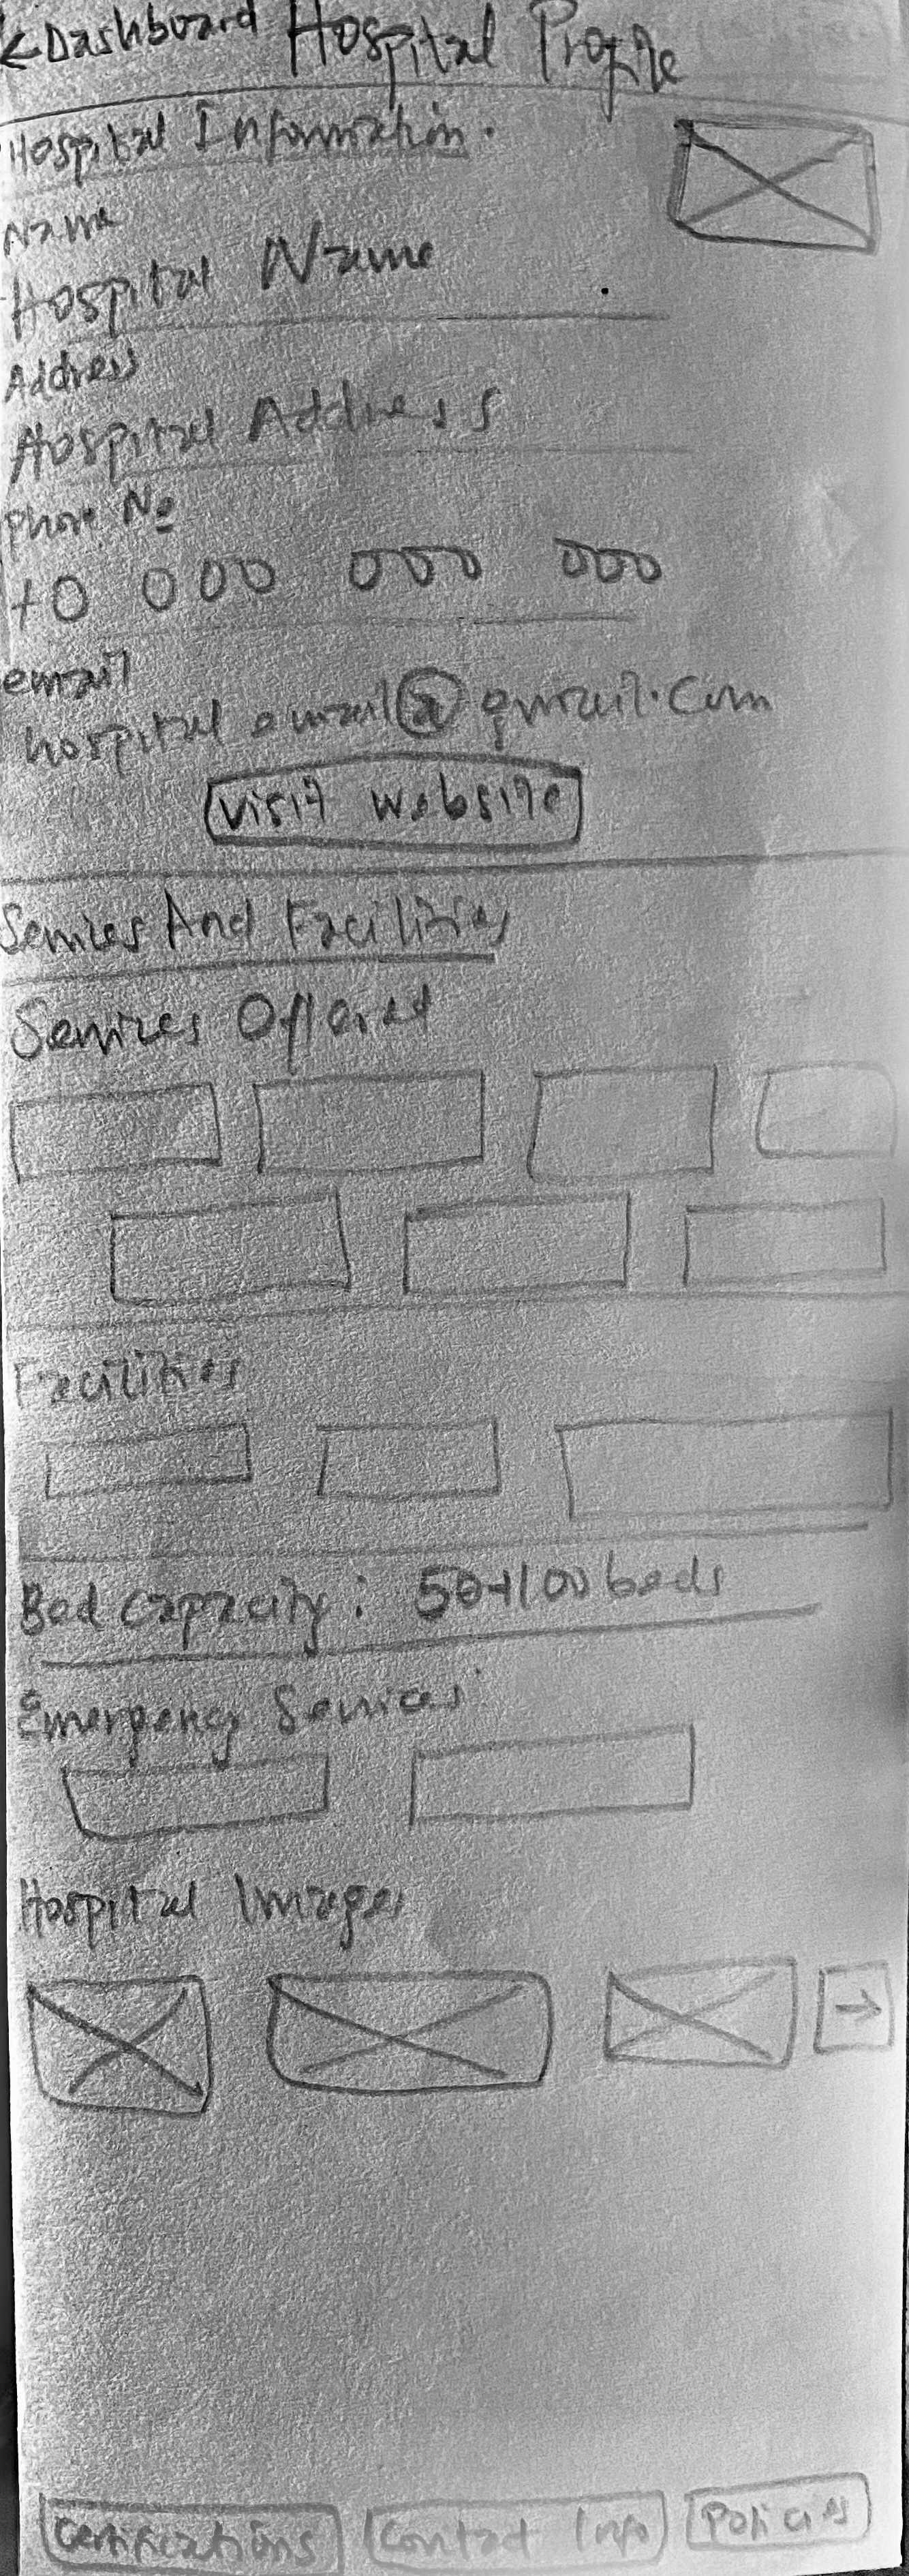 ← Dashboard Hospital Profile
Hospital Information.
Name
Hospital Name
Address
Hospital Address
Phone No
+0 000 000 000
email
hospital email@gmail.com
Visit Website
Services And Facilities
Services Offered
Facilities
Bed Capacity: 50-100 beds
Emergency Services
Hospital Images
→
Certifications Contact Info Policies